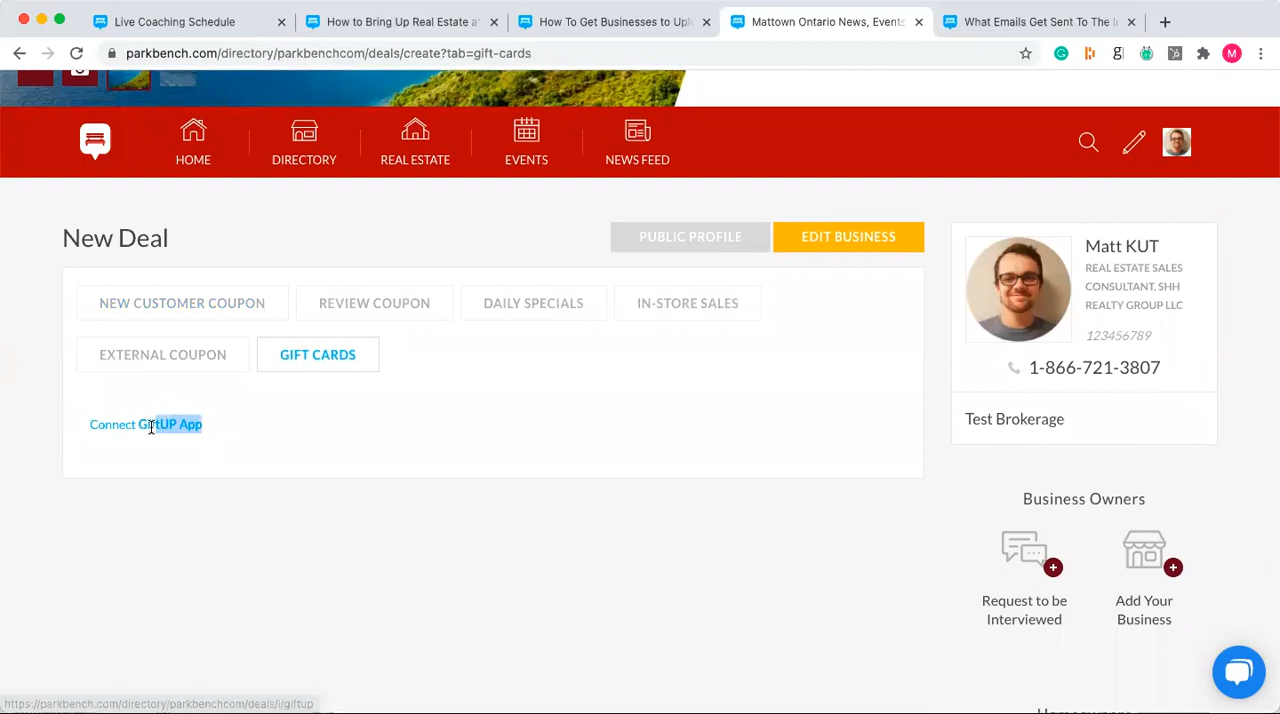 Live Coaching Schedule
How to Bring Up Real Estate a
How To Get Businesses to Upl
Mattown Ontario News, Events
What Emails Get Sent To The I
parkbench.com/directory/parkbenchcom/deals/create?tab=gift-cards
M
HOME
DIRECTORY
REAL ESTATE
EVENTS
NEWS FEED
New Deal
PUBLIC PROFILE
EDIT BUSINESS
NEW CUSTOMER COUPON
REVIEW COUPON
DAILY SPECIALS
IN-STORE SALES
EXTERNAL COUPON
GIFT CARDS
Connect GiftUP App
Matt KUT
REAL ESTATE SALES
CONSULTANT, SHH
REALTY GROUP LLC
123456789
1-866-721-3807
Test Brokerage
Business Owners
Request to be
Interviewed
Add Your
Business
https://parkbench.com/directory/parkbenchcom/deals/i/giftup